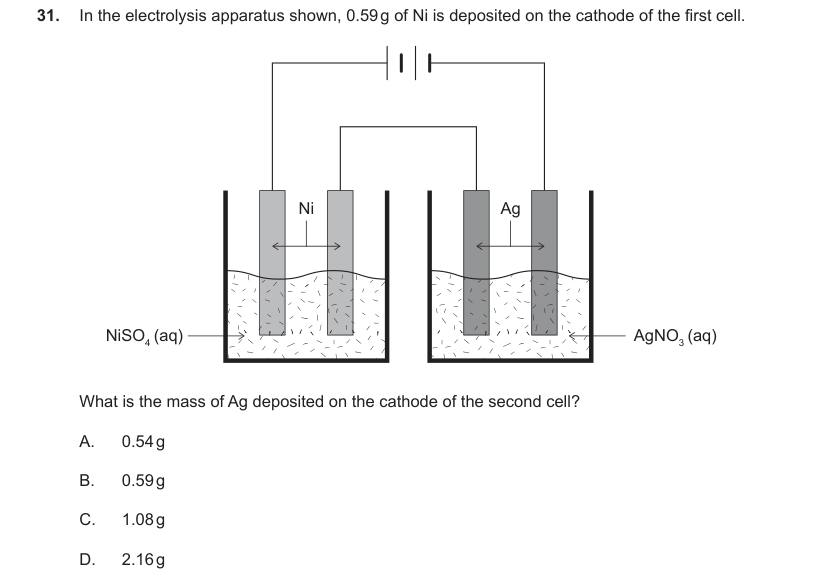 31. In the electrolysis apparatus shown, 0.59 g of Ni is deposited on the cathode of the first cell.
Ni
Ag
NiSO₄ (aq)
AgNO₃ (aq)
What is the mass of Ag deposited on the cathode of the second cell?
A. 0.54 g
B. 0.59 g
C. 1.08 g
D. 2.16 g